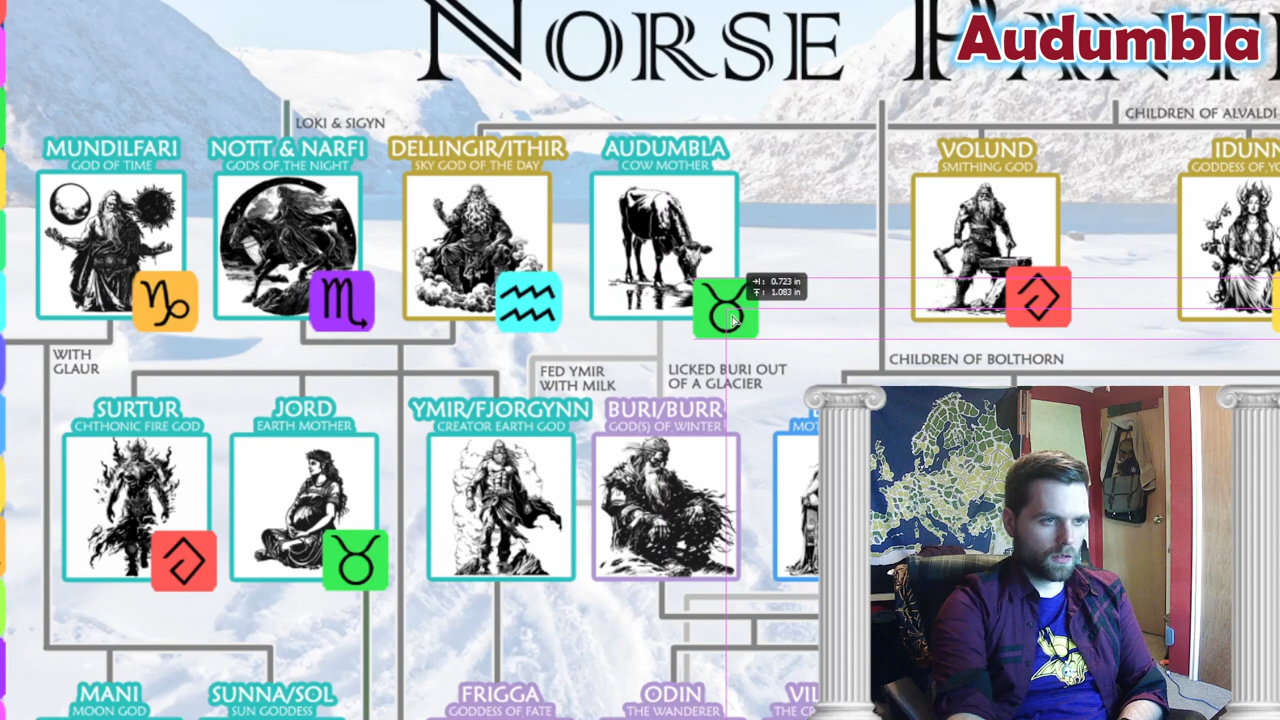 NORSE
Audumbla
LOKI & SIGYN
CHILDREN OF ALVALDI
MUNDILFARI
GOD OF TIME
NOTT & NARFI
GODS OF THE NIGHT
DELLINGIR/ITHIR
SKY GOD OF THE DAY
AUDUMBLA
COW MOTHER
VOLUND
SMITHING GOD
IDUNN
0.723 in
1.083 in
WITH
GLAUR
FED YMIR
WITH MILK
LICKED BURI OUT
OF A GLACIER
CHILDREN OF BOLTHORN
SURTUR
CHTHONIC FIRE GOD
JORD
EARTH MOTHER
YMIR/FJORGYNN
CREATOR EARTH GOD
BURI/BURR
GOD(S) OF WINTER
MANI
MOON GOD
SUNNA/SOL
SUN GODDESS
FRIGGA
GODDESS OF FATE
ODIN
THE WANDERER